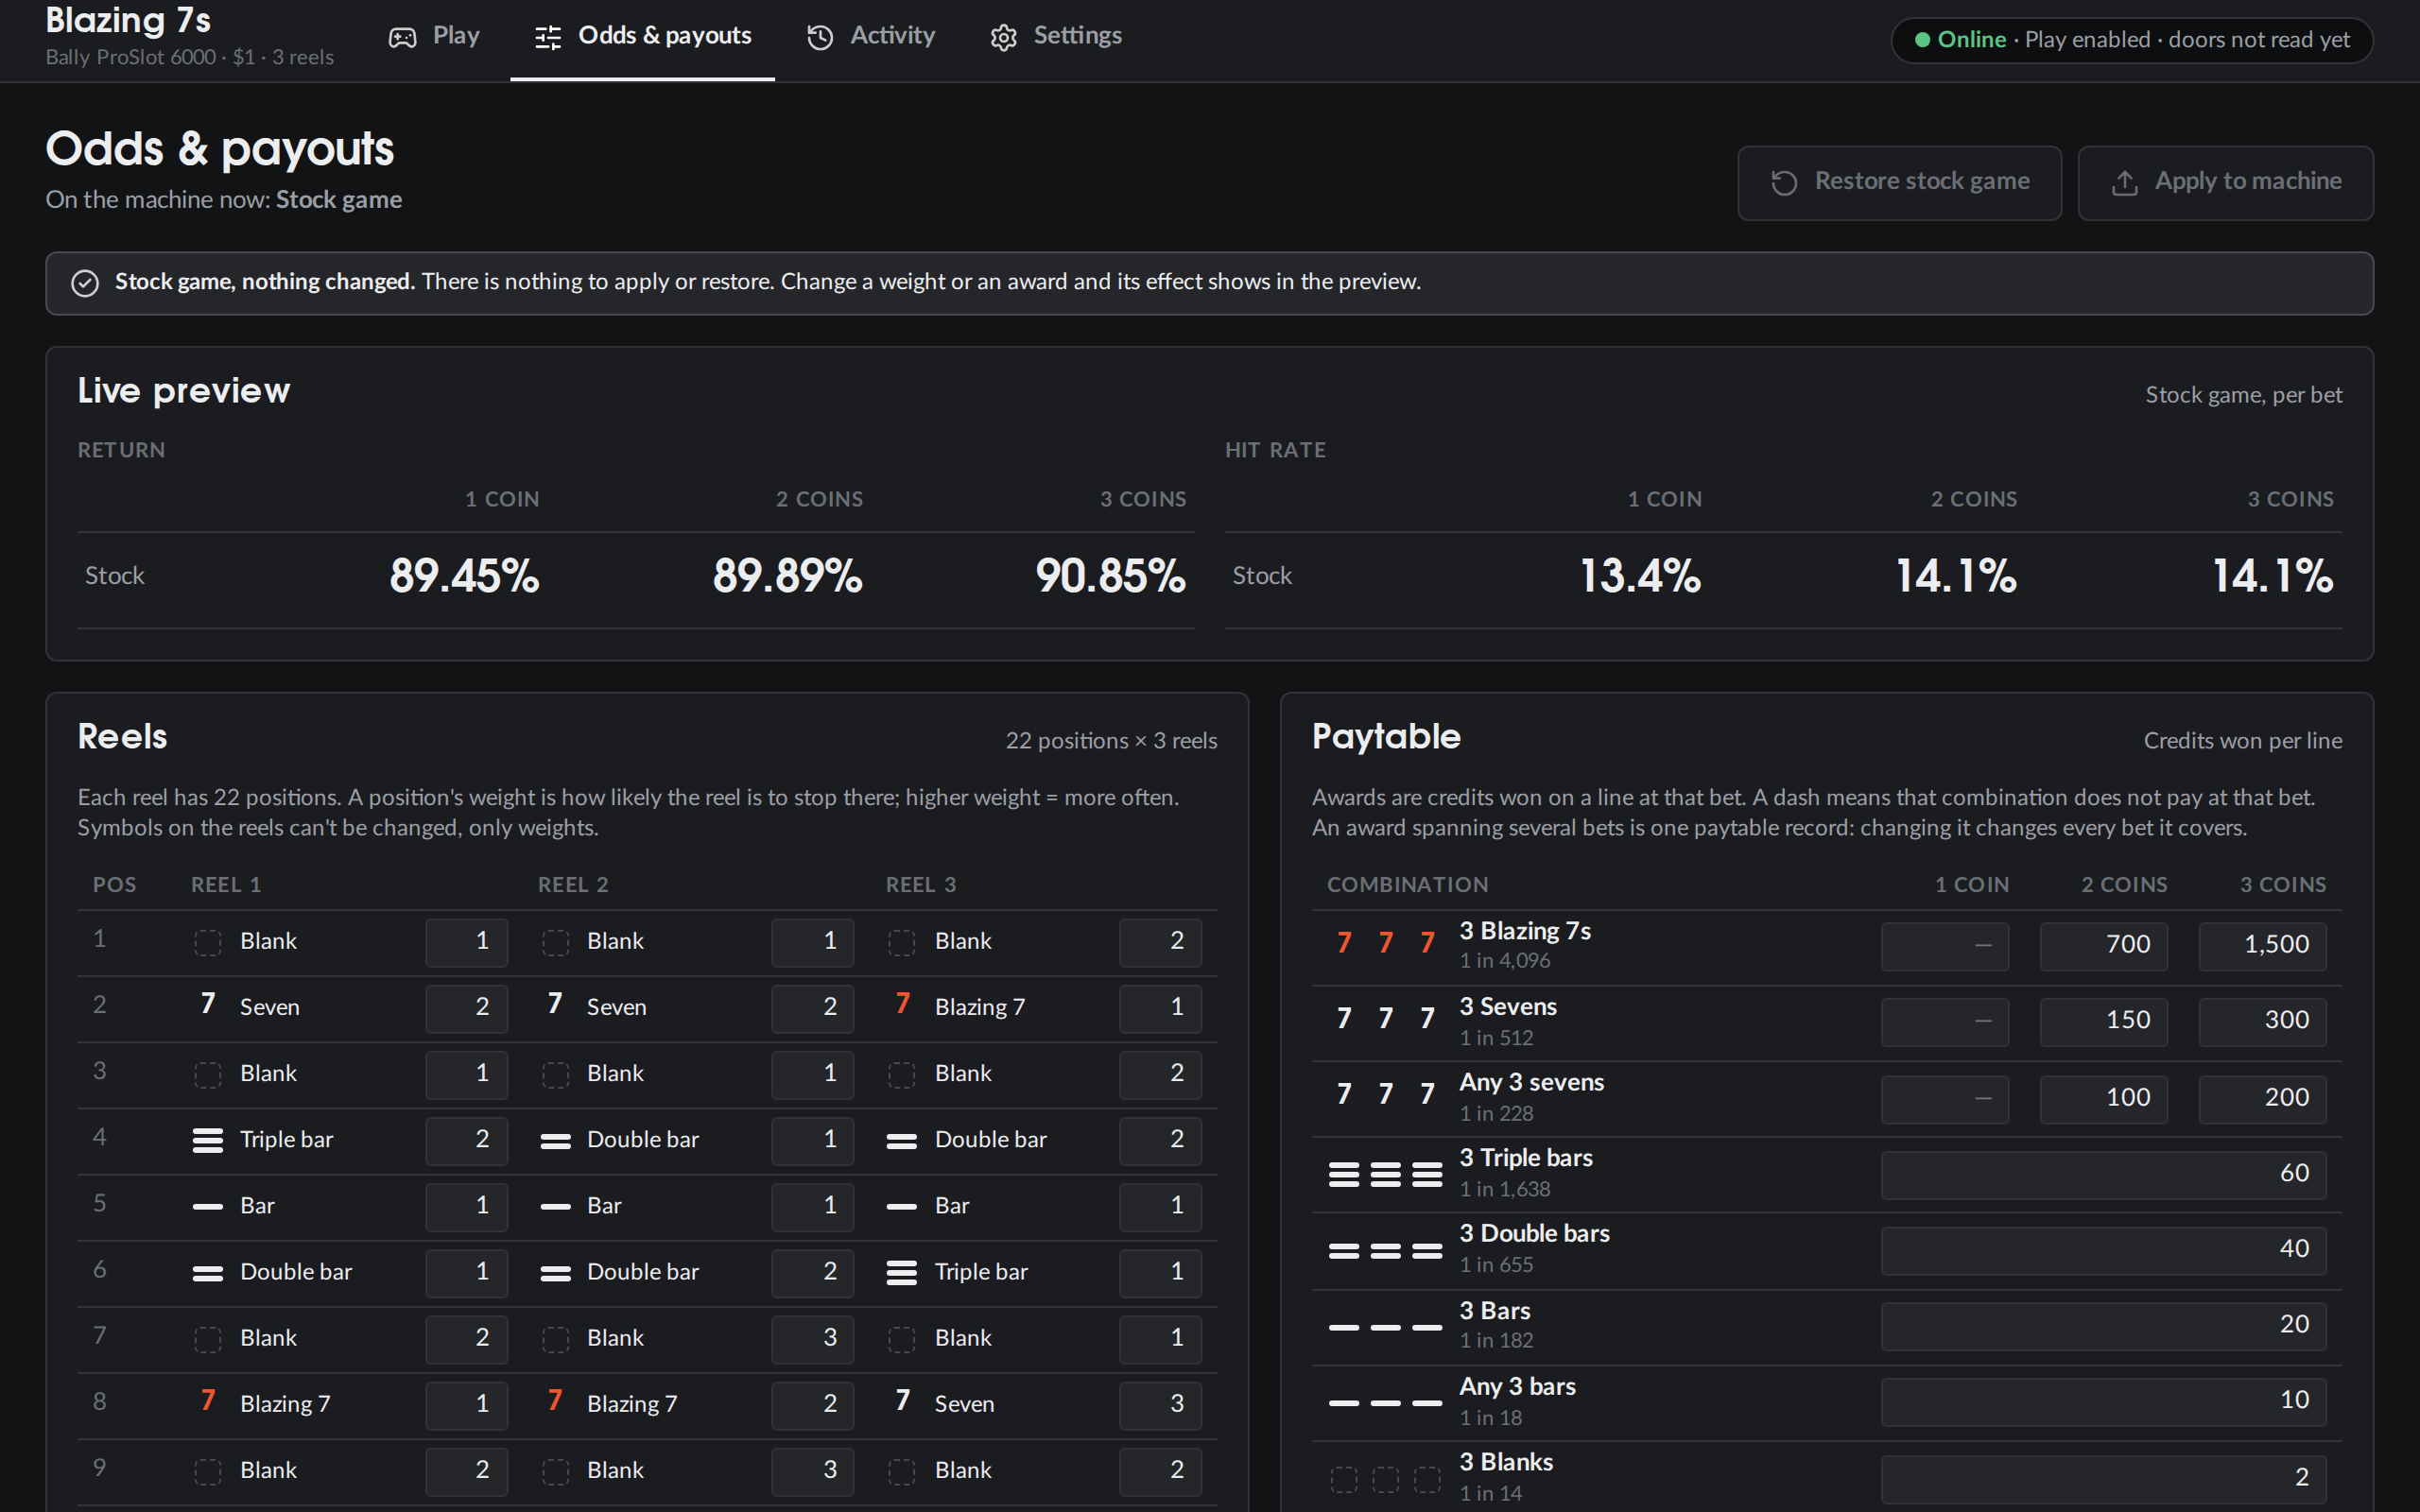 Blazing 7s
Bally ProSlot 6000 · $1 · 3 reels
Play
Odds & payouts
Activity
Settings
Online · Play enabled · doors not read yet
Odds & payouts
On the machine now: Stock game
Restore stock game
Apply to machine
Stock game, nothing changed. There is nothing to apply or restore. Change a weight or an award and its effect shows in the preview.
Live preview
Stock game, per bet
RETURN
1 COIN 2 COINS 3 COINS
Stock 89.45% 89.89% 90.85%
HIT RATE
1 COIN 2 COINS 3 COINS
Stock 13.4% 14.1% 14.1%
Reels
22 positions × 3 reels
Each reel has 22 positions. A position's weight is how likely the reel is to stop there; higher weight = more often.
Symbols on the reels can't be changed, only weights.
POS REEL 1 REEL 2 REEL 3
1 Blank 1 Blank 1 Blank 2
2 7 Seven 2 7 Seven 2 7 Blazing 7 1
3 Blank 1 Blank 1 Blank 2
4 Triple bar 2 Double bar 1 Double bar 2
5 Bar 1 Bar 1 Bar 1
6 Double bar 1 Double bar 2 Triple bar 1
7 Blank 2 Blank 3 Blank 1
8 7 Blazing 7 1 7 Blazing 7 2 7 Seven 3
9 Blank 2 Blank 3 Blank 2
Paytable
Credits won per line
Awards are credits won on a line at that bet. A dash means that combination does not pay at that bet.
An award spanning several bets is one paytable record: changing it changes every bet it covers.
COMBINATION 1 COIN 2 COINS 3 COINS
7 7 7 3 Blazing 7s — 700 1,500
1 in 4,096
7 7 7 3 Sevens — 150 300
1 in 512
7 7 7 Any 3 sevens — 100 200
1 in 228
3 Triple bars 60
1 in 1,638
3 Double bars 40
1 in 655
3 Bars 20
1 in 182
Any 3 bars 10
1 in 18
3 Blanks 2
1 in 14